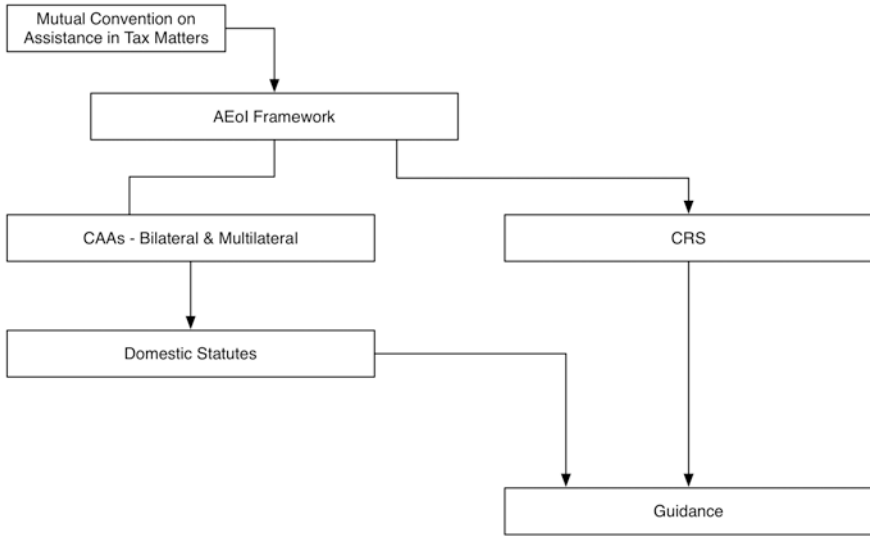 Mutual Convention on
Assistance in Tax Matters
AEoI Framework
CAAs - Bilateral & Multilateral
CRS
Domestic Statutes
Guidance